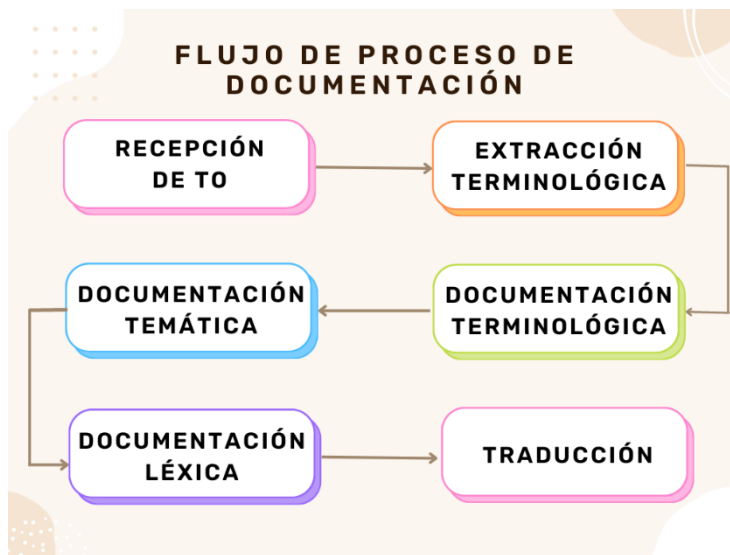 FLUJO DE PROCESO DE
DOCUMENTACIÓN
RECEPCIÓN
DE TO
EXTRACCIÓN
TERMINOLÓGICA
DOCUMENTACIÓN
TERMINOLÓGICA
DOCUMENTACIÓN
TEMÁTICA
DOCUMENTACIÓN
LÉXICA
TRADUCCIÓN